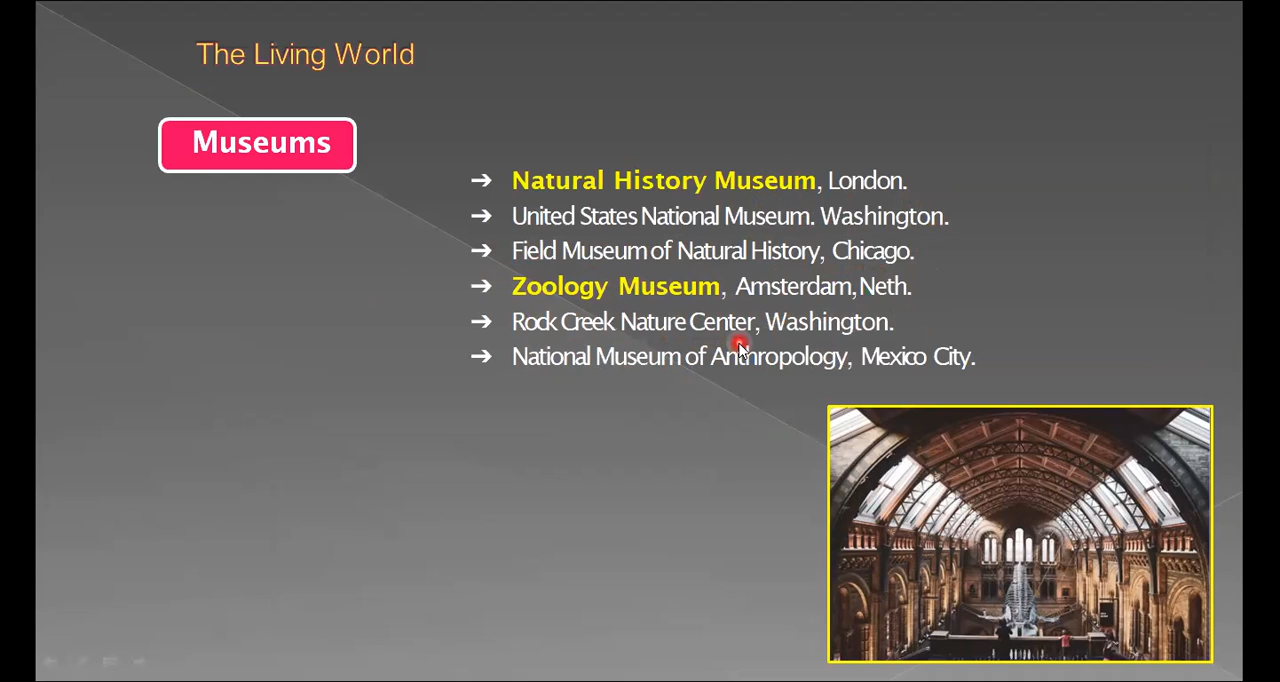 The Living World
Museums
➔ Natural History Museum, London.
➔ United States National Museum. Washington.
➔ Field Museum of Natural History, Chicago.
➔ Zoology Museum, Amsterdam, Neth.
➔ Rock Creek Nature Center, Washington.
➔ National Museum of Anthropology, Mexico City.